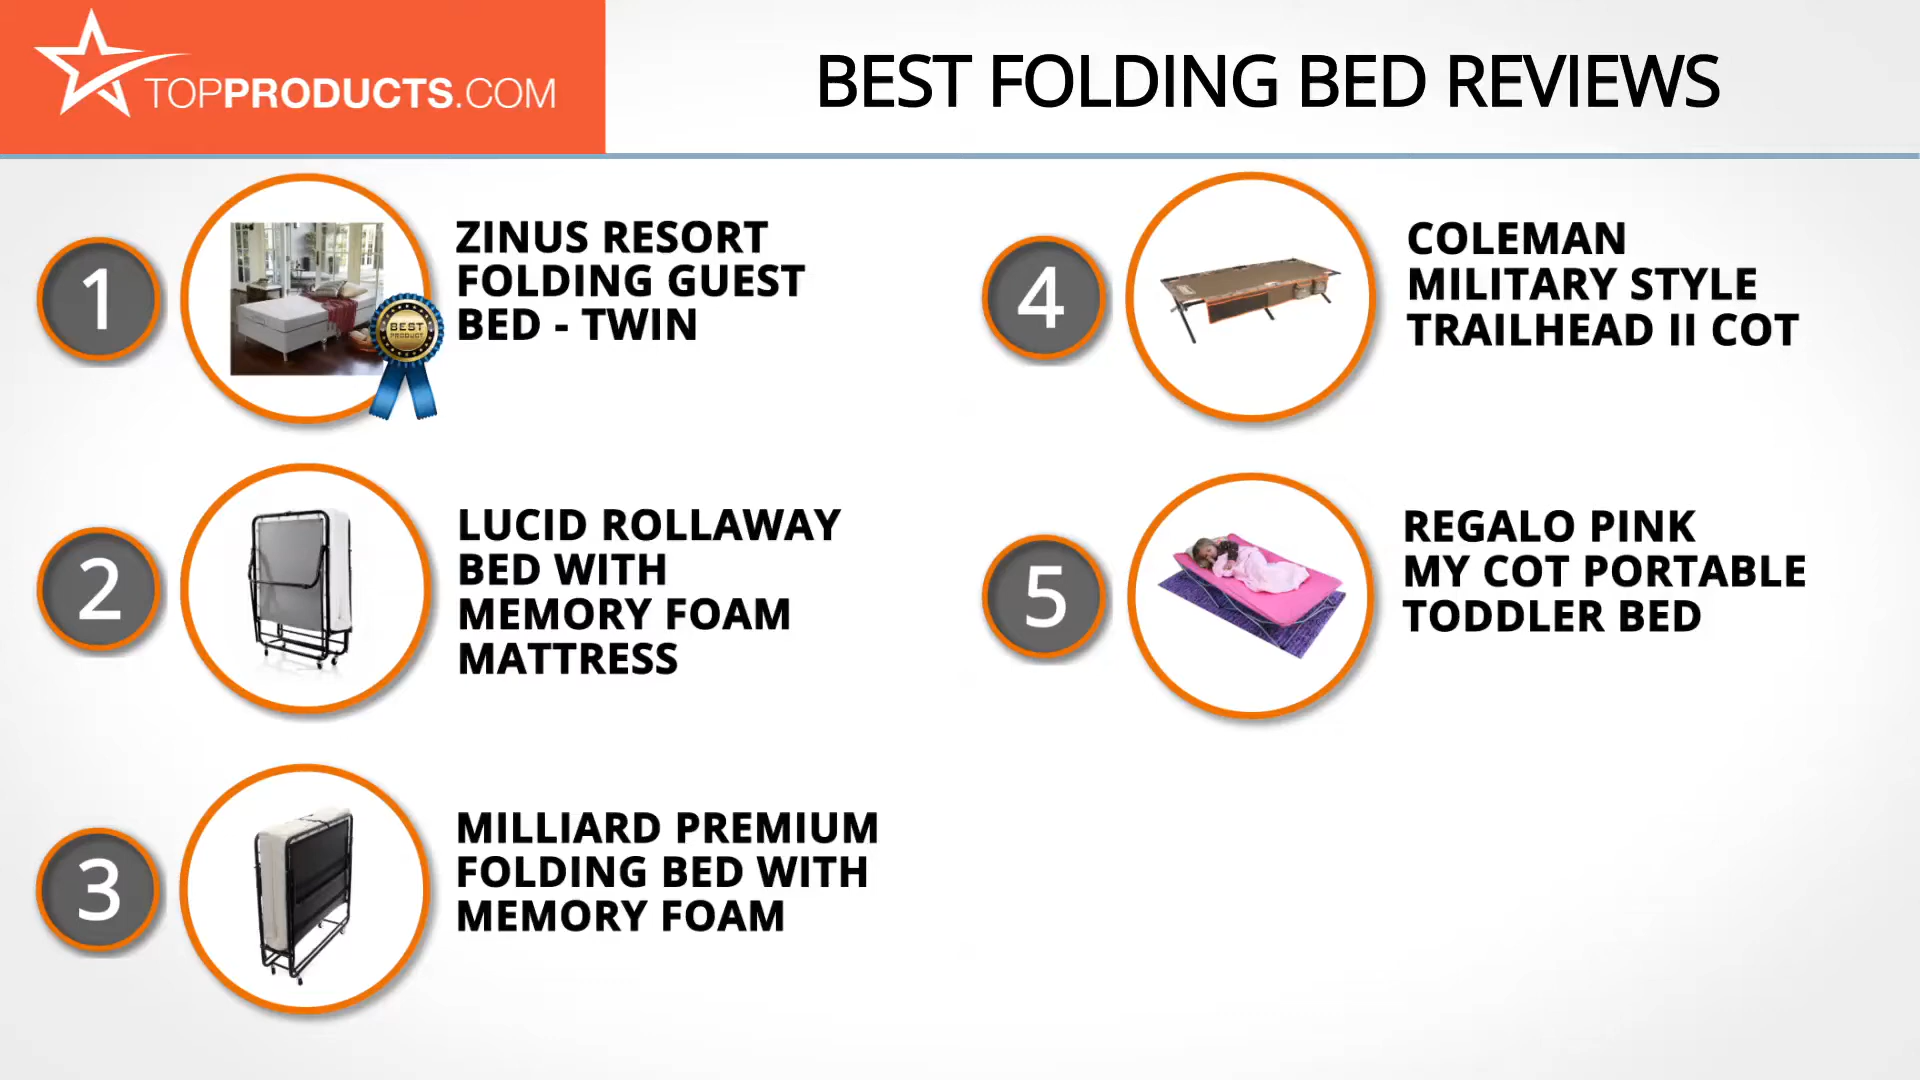 TOPPRODUCTS.COM
BEST FOLDING BED REVIEWS
1
BEST
PRODUCT
ZINUS RESORT
FOLDING GUEST
BED - TWIN
2
LUCID ROLLAWAY
BED WITH
MEMORY FOAM
MATTRESS
3
MILLIARD PREMIUM
FOLDING BED WITH
MEMORY FOAM
4
COLEMAN
MILITARY STYLE
TRAILHEAD II COT
5
REGALO PINK
MY COT PORTABLE
TODDLER BED